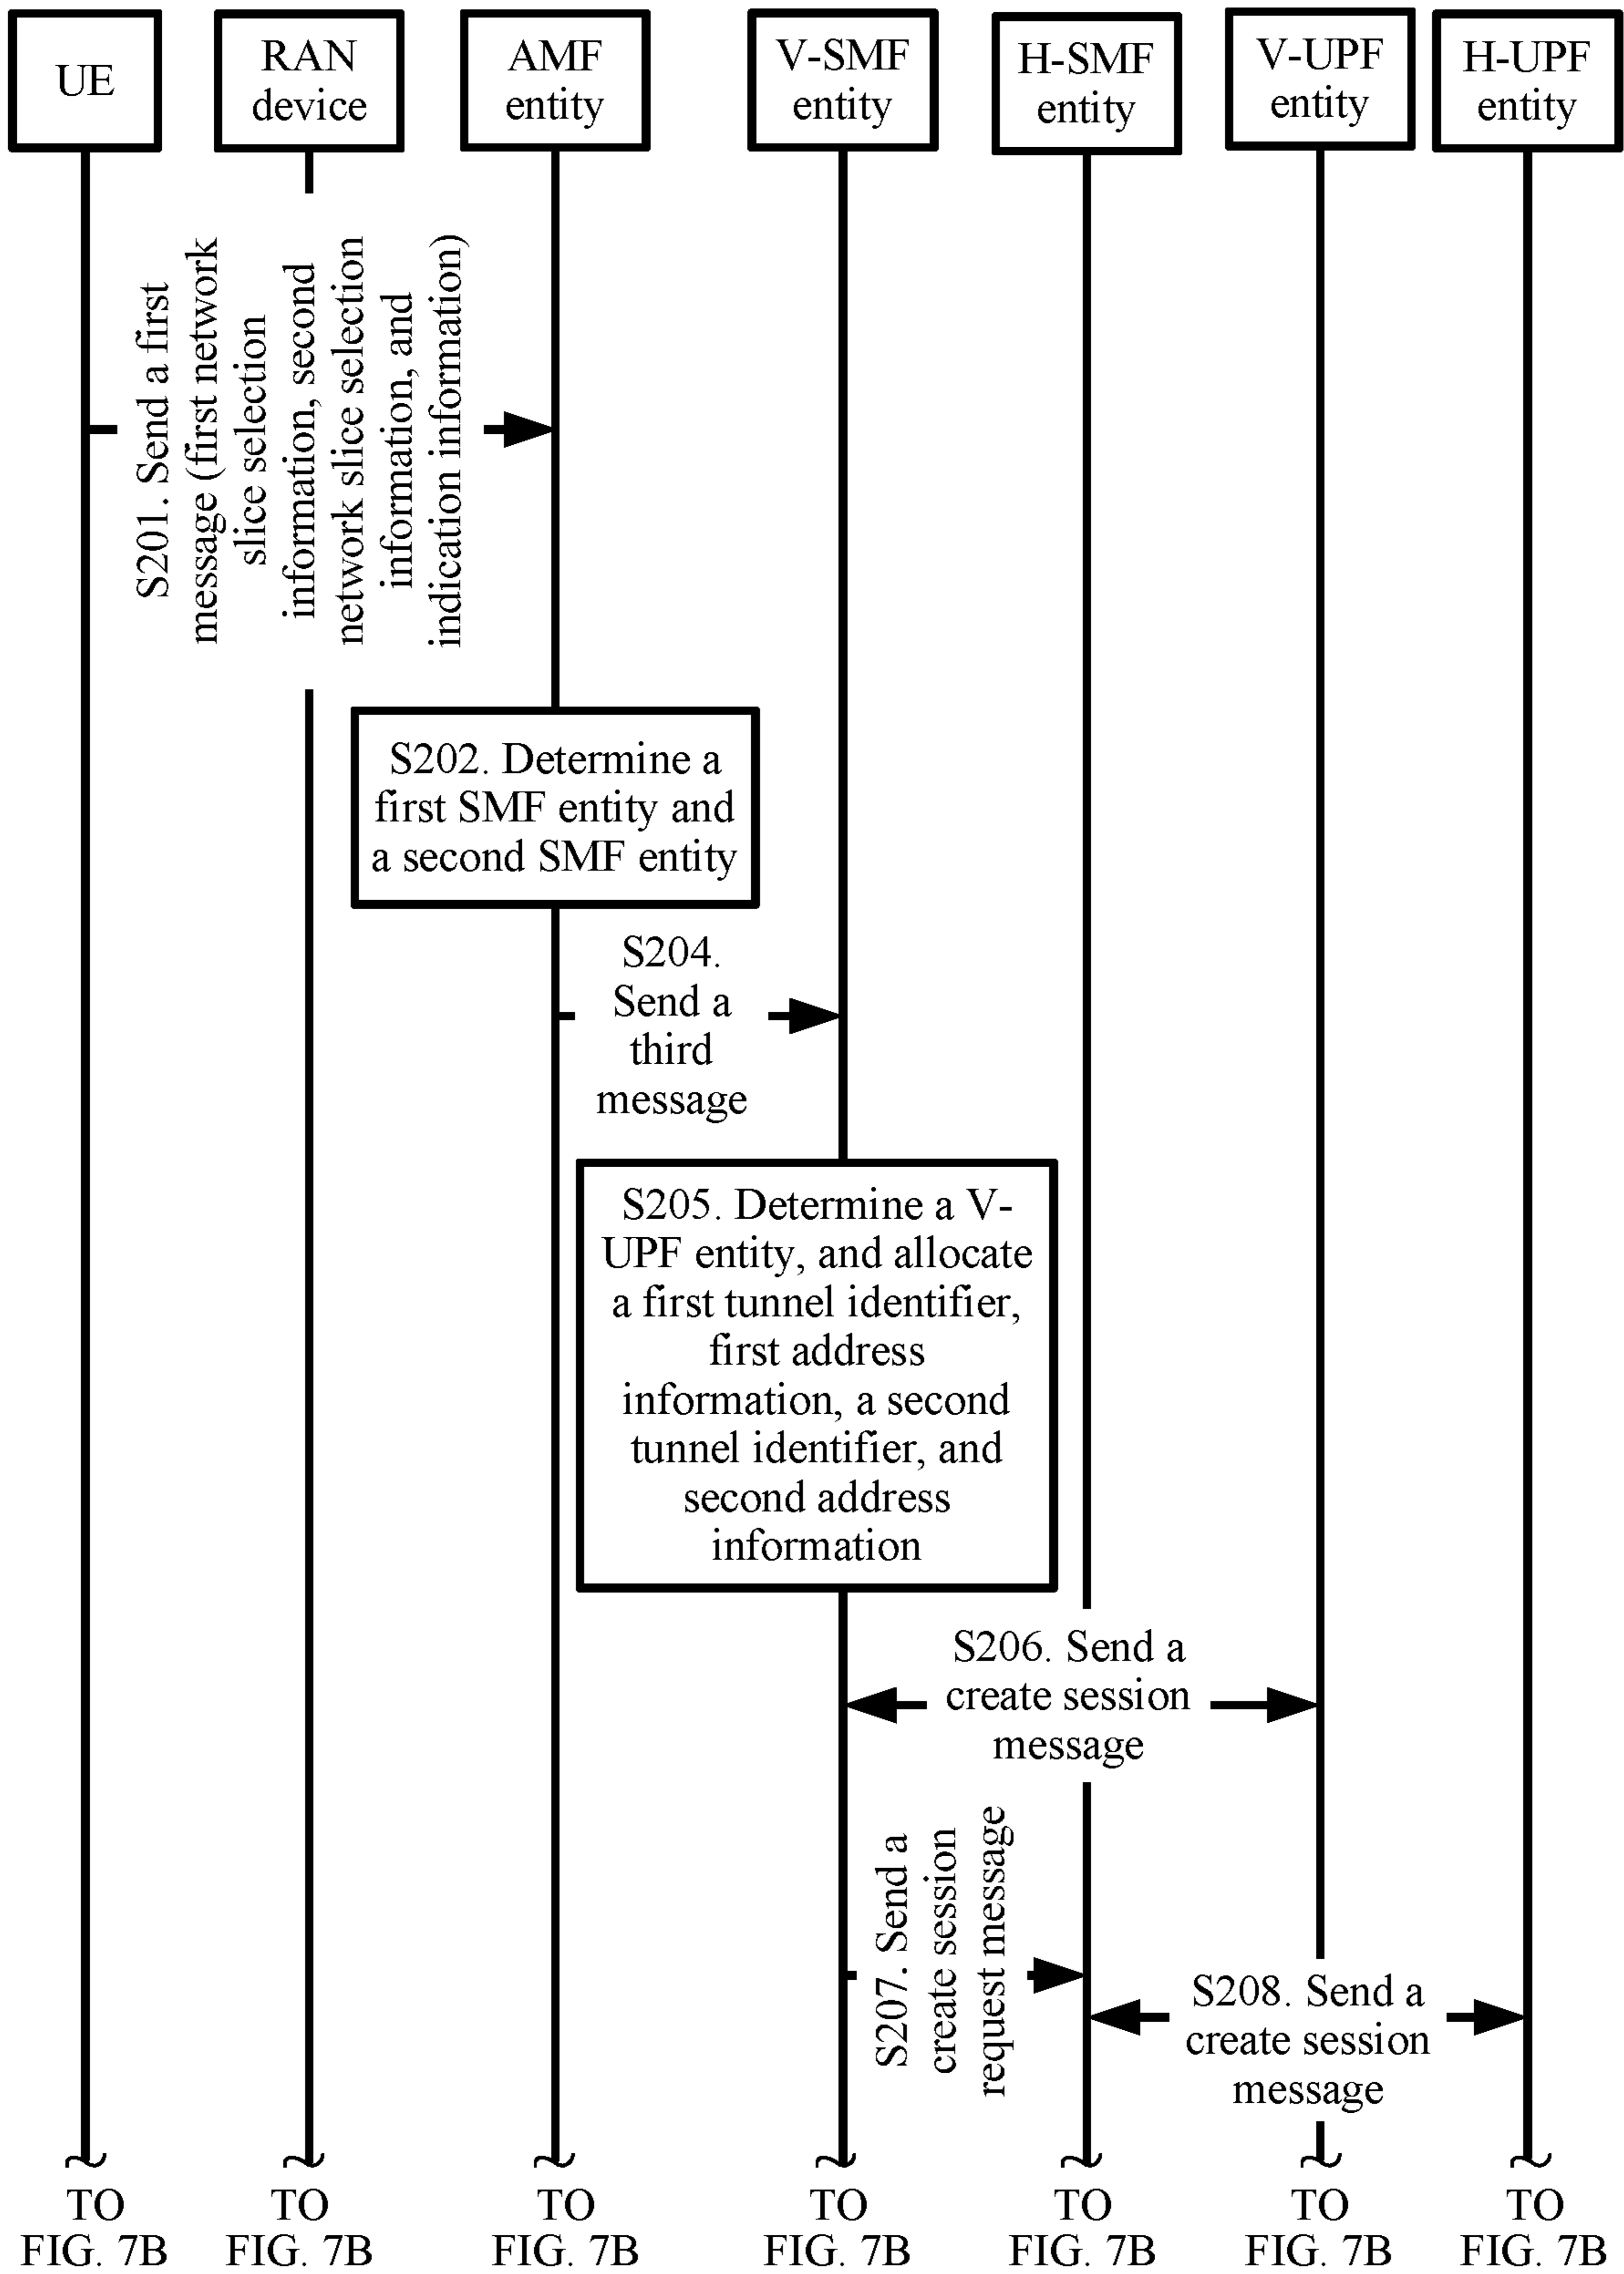 UE
RAN
device
AMF
entity
V-SMF
entity
H-SMF
entity
V-UPF
entity
H-UPF
entity
S201. Send a first
message (first network
slice selection
information, second
network slice selection
information, and
indication information)
S202. Determine a
first SMF entity and
a second SMF entity
S204.
Send a
third
message
S205. Determine a V-
UPF entity, and allocate
a first tunnel identifier,
first address
information, a second
tunnel identifier, and
second address
information
S206. Send a
create session
message
S207. Send a
create session
request message
S208. Send a
create session
message
TO
FIG. 7B
TO
FIG. 7B
TO
FIG. 7B
TO
FIG. 7B
TO
FIG. 7B
TO
FIG. 7B
TO
FIG. 7B